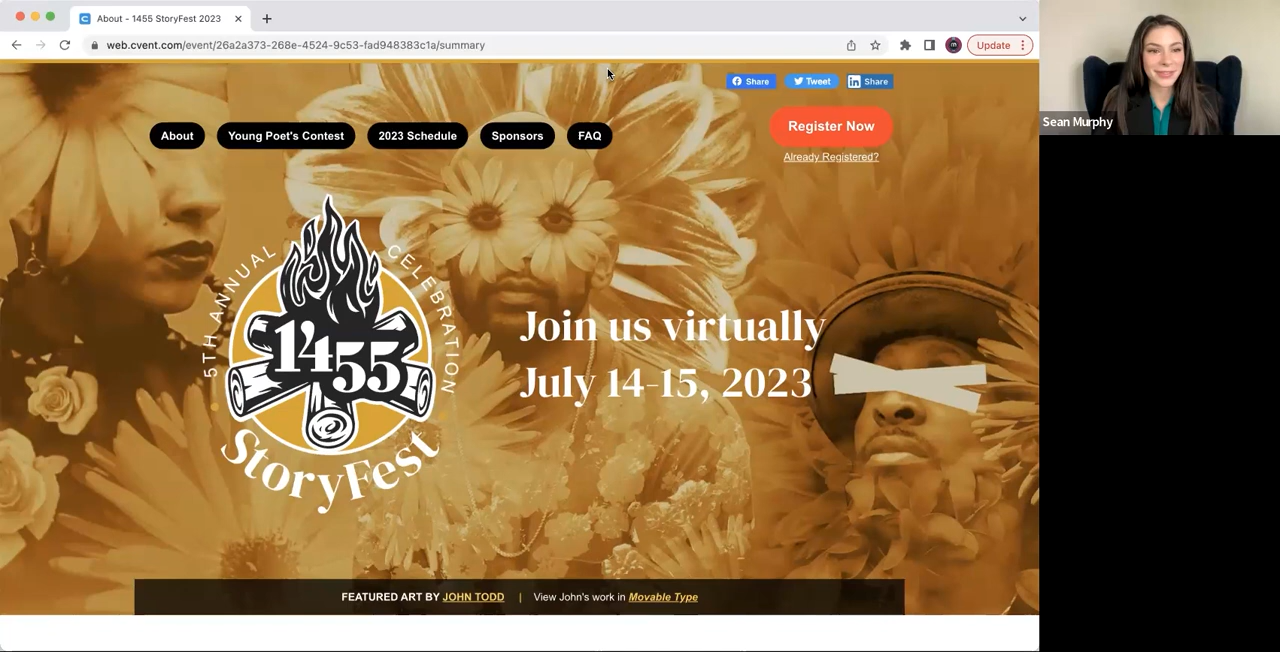 About - 1455 StoryFest 2023
web.cvent.com/event/26a2a373-268e-4524-9c53-fad948383c1a/summary
Update
Sean Murphy
Share
Tweet
Share
About
Young Poet's Contest
2023 Schedule
Sponsors
FAQ
Register Now
Already Registered?
5TH ANNUAL CELEBRATION
1455
StoryFest
Join us virtually
July 14-15, 2023
FEATURED ART BY JOHN TODD | View John's work in Movable Type